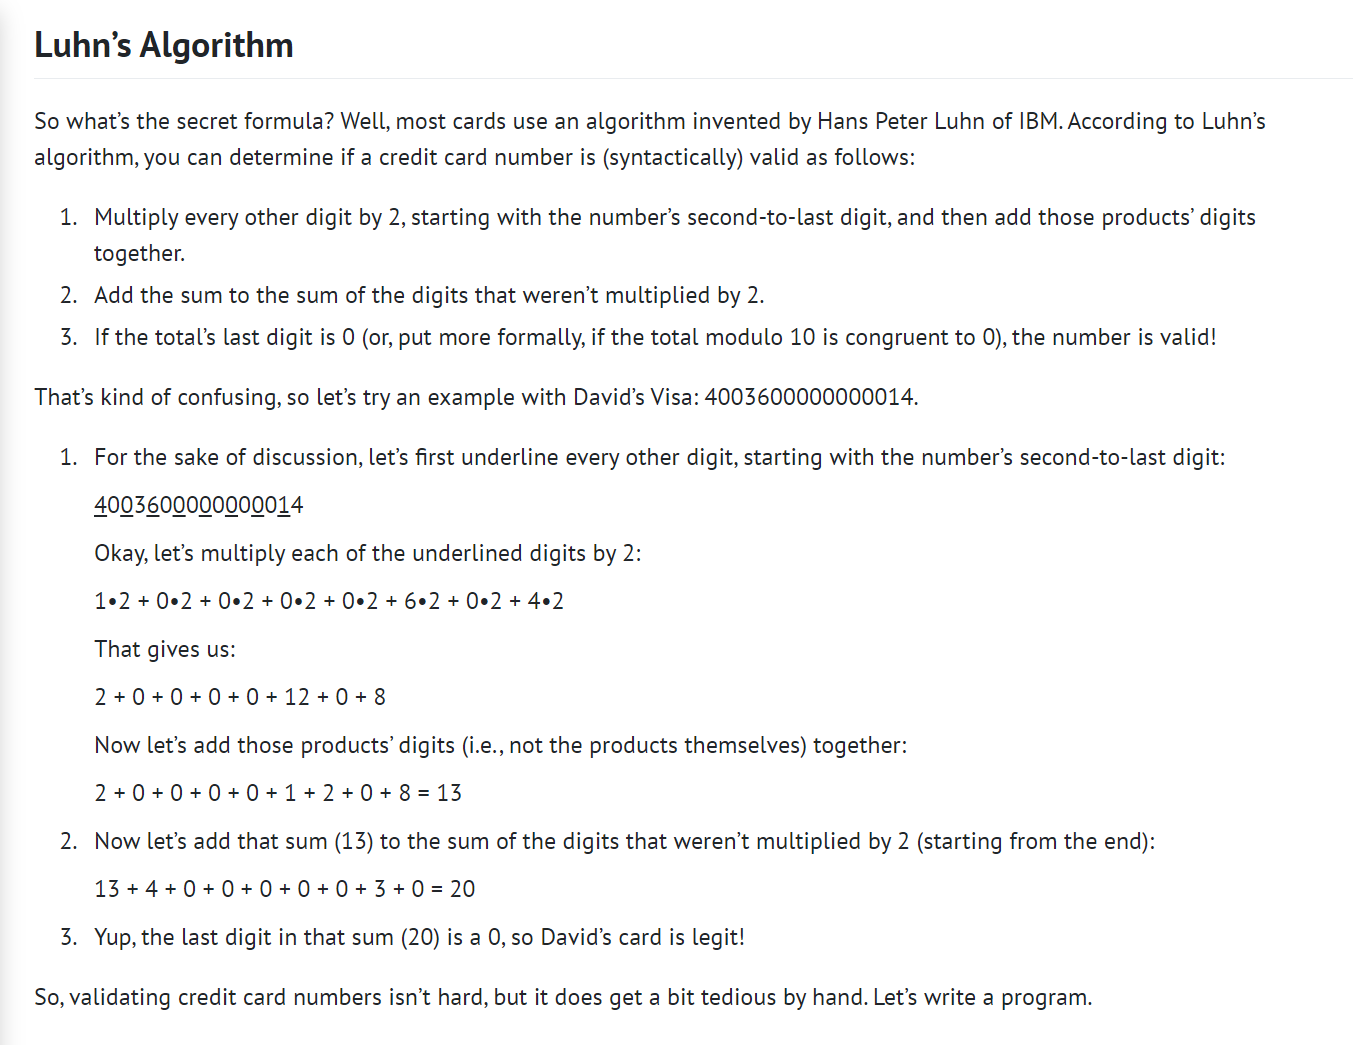 Luhn’s Algorithm
So what’s the secret formula? Well, most cards use an algorithm invented by Hans Peter Luhn of IBM. According to Luhn’s
algorithm, you can determine if a credit card number is (syntactically) valid as follows:
1. Multiply every other digit by 2, starting with the number’s second-to-last digit, and then add those products’ digits
together.
2. Add the sum to the sum of the digits that weren’t multiplied by 2.
3. If the total’s last digit is 0 (or, put more formally, if the total modulo 10 is congruent to 0), the number is valid!
That’s kind of confusing, so let’s try an example with David’s Visa: 4003600000000014.
1. For the sake of discussion, let’s first underline every other digit, starting with the number’s second-to-last digit:
4003600000000014
Okay, let’s multiply each of the underlined digits by 2:
1•2 + 0•2 + 0•2 + 0•2 + 0•2 + 6•2 + 0•2 + 4•2
That gives us:
2 + 0 + 0 + 0 + 0 + 12 + 0 + 8
Now let’s add those products’ digits (i.e., not the products themselves) together:
2 + 0 + 0 + 0 + 0 + 1 + 2 + 0 + 8 = 13
2. Now let’s add that sum (13) to the sum of the digits that weren’t multiplied by 2 (starting from the end):
13 + 4 + 0 + 0 + 0 + 0 + 0 + 3 + 0 = 20
3. Yup, the last digit in that sum (20) is a 0, so David’s card is legit!
So, validating credit card numbers isn’t hard, but it does get a bit tedious by hand. Let’s write a program.